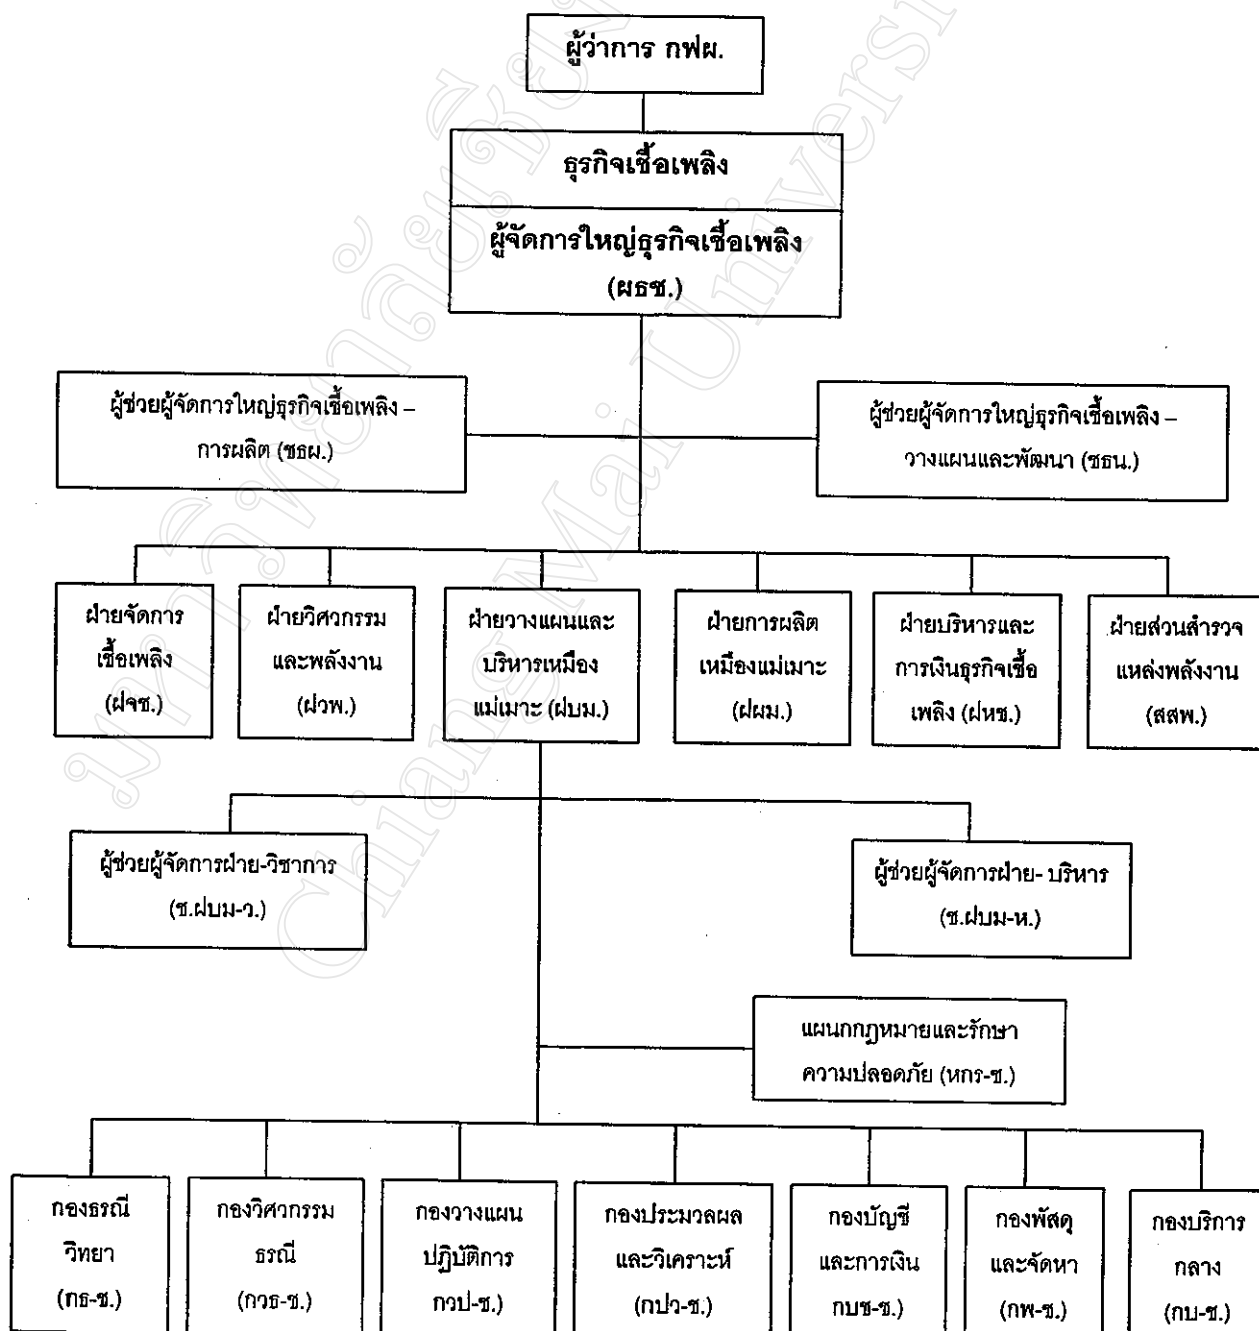 ผู้ว่าการ กฟผ.
ธุรกิจเชื้อเพลิง
ผู้จัดการใหญ่ธุรกิจเชื้อเพลิง
(ผธช.)
ผู้ช่วยผู้จัดการใหญ่ธุรกิจเชื้อเพลิง –
การผลิต (ชธผ.)
ผู้ช่วยผู้จัดการใหญ่ธุรกิจเชื้อเพลิง –
วางแผนและพัฒนา (ชธน.)
ฝ่ายจัดการ
เชื้อเพลิง
(ฝจช.)
ฝ่ายวิศวกรรม
และพลังงาน
(ฝวพ.)
ฝ่ายวางแผนและ
บริหารเหมือง
แม่เมาะ (ฝบม.)
ฝ่ายการผลิต
เหมืองแม่เมาะ
(ฝผม.)
ฝ่ายบริหารและ
การเงินธุรกิจเชื้อ
เพลิง (ฝหช.)
ฝ่ายส่วนสำรวจ
แหล่งพลังงาน
(สสพ.)
ผู้ช่วยผู้จัดการฝ่าย-วิชาการ
(ช.ฝบม-ว.)
ผู้ช่วยผู้จัดการฝ่าย- บริหาร
(ช.ฝบม-ห.)
แผนกกฎหมายและรักษา
ความปลอดภัย (หกร-ช.)
กองธรณี
วิทยา
(กธ-ช.)
กองวิศวกรรม
ธรณี
(กวธ-ช.)
กองวางแผน
ปฏิบัติการ
กวป-ช.)
กองประมวลผล
และวิเคราะห์
(กปว-ช.)
กองบัญชี
และการเงิน
กบช-ช.)
กองพัสดุ
และจัดหา
(กพ-ช.)
กองบริการ
กลาง
(กบ-ช.)
มหาวิทยาลัยเชียงใหม่
Chiang Mai University